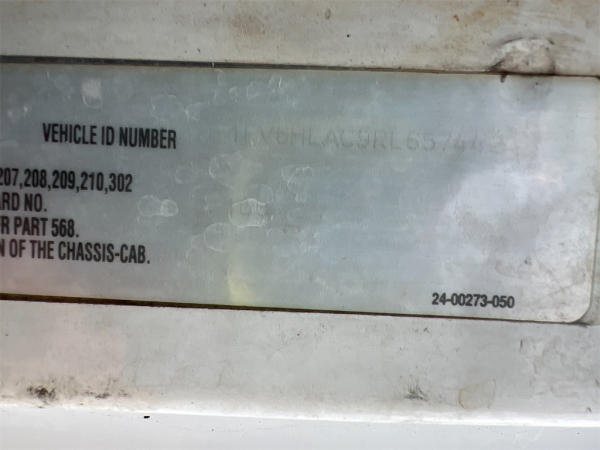 VEHICLE ID NUMBER 1FV6HLAC9RL657442
207,208,209,210,302
ARD NO.
R PART 568.
N OF THE CHASSIS-CAB.
24-00273-050